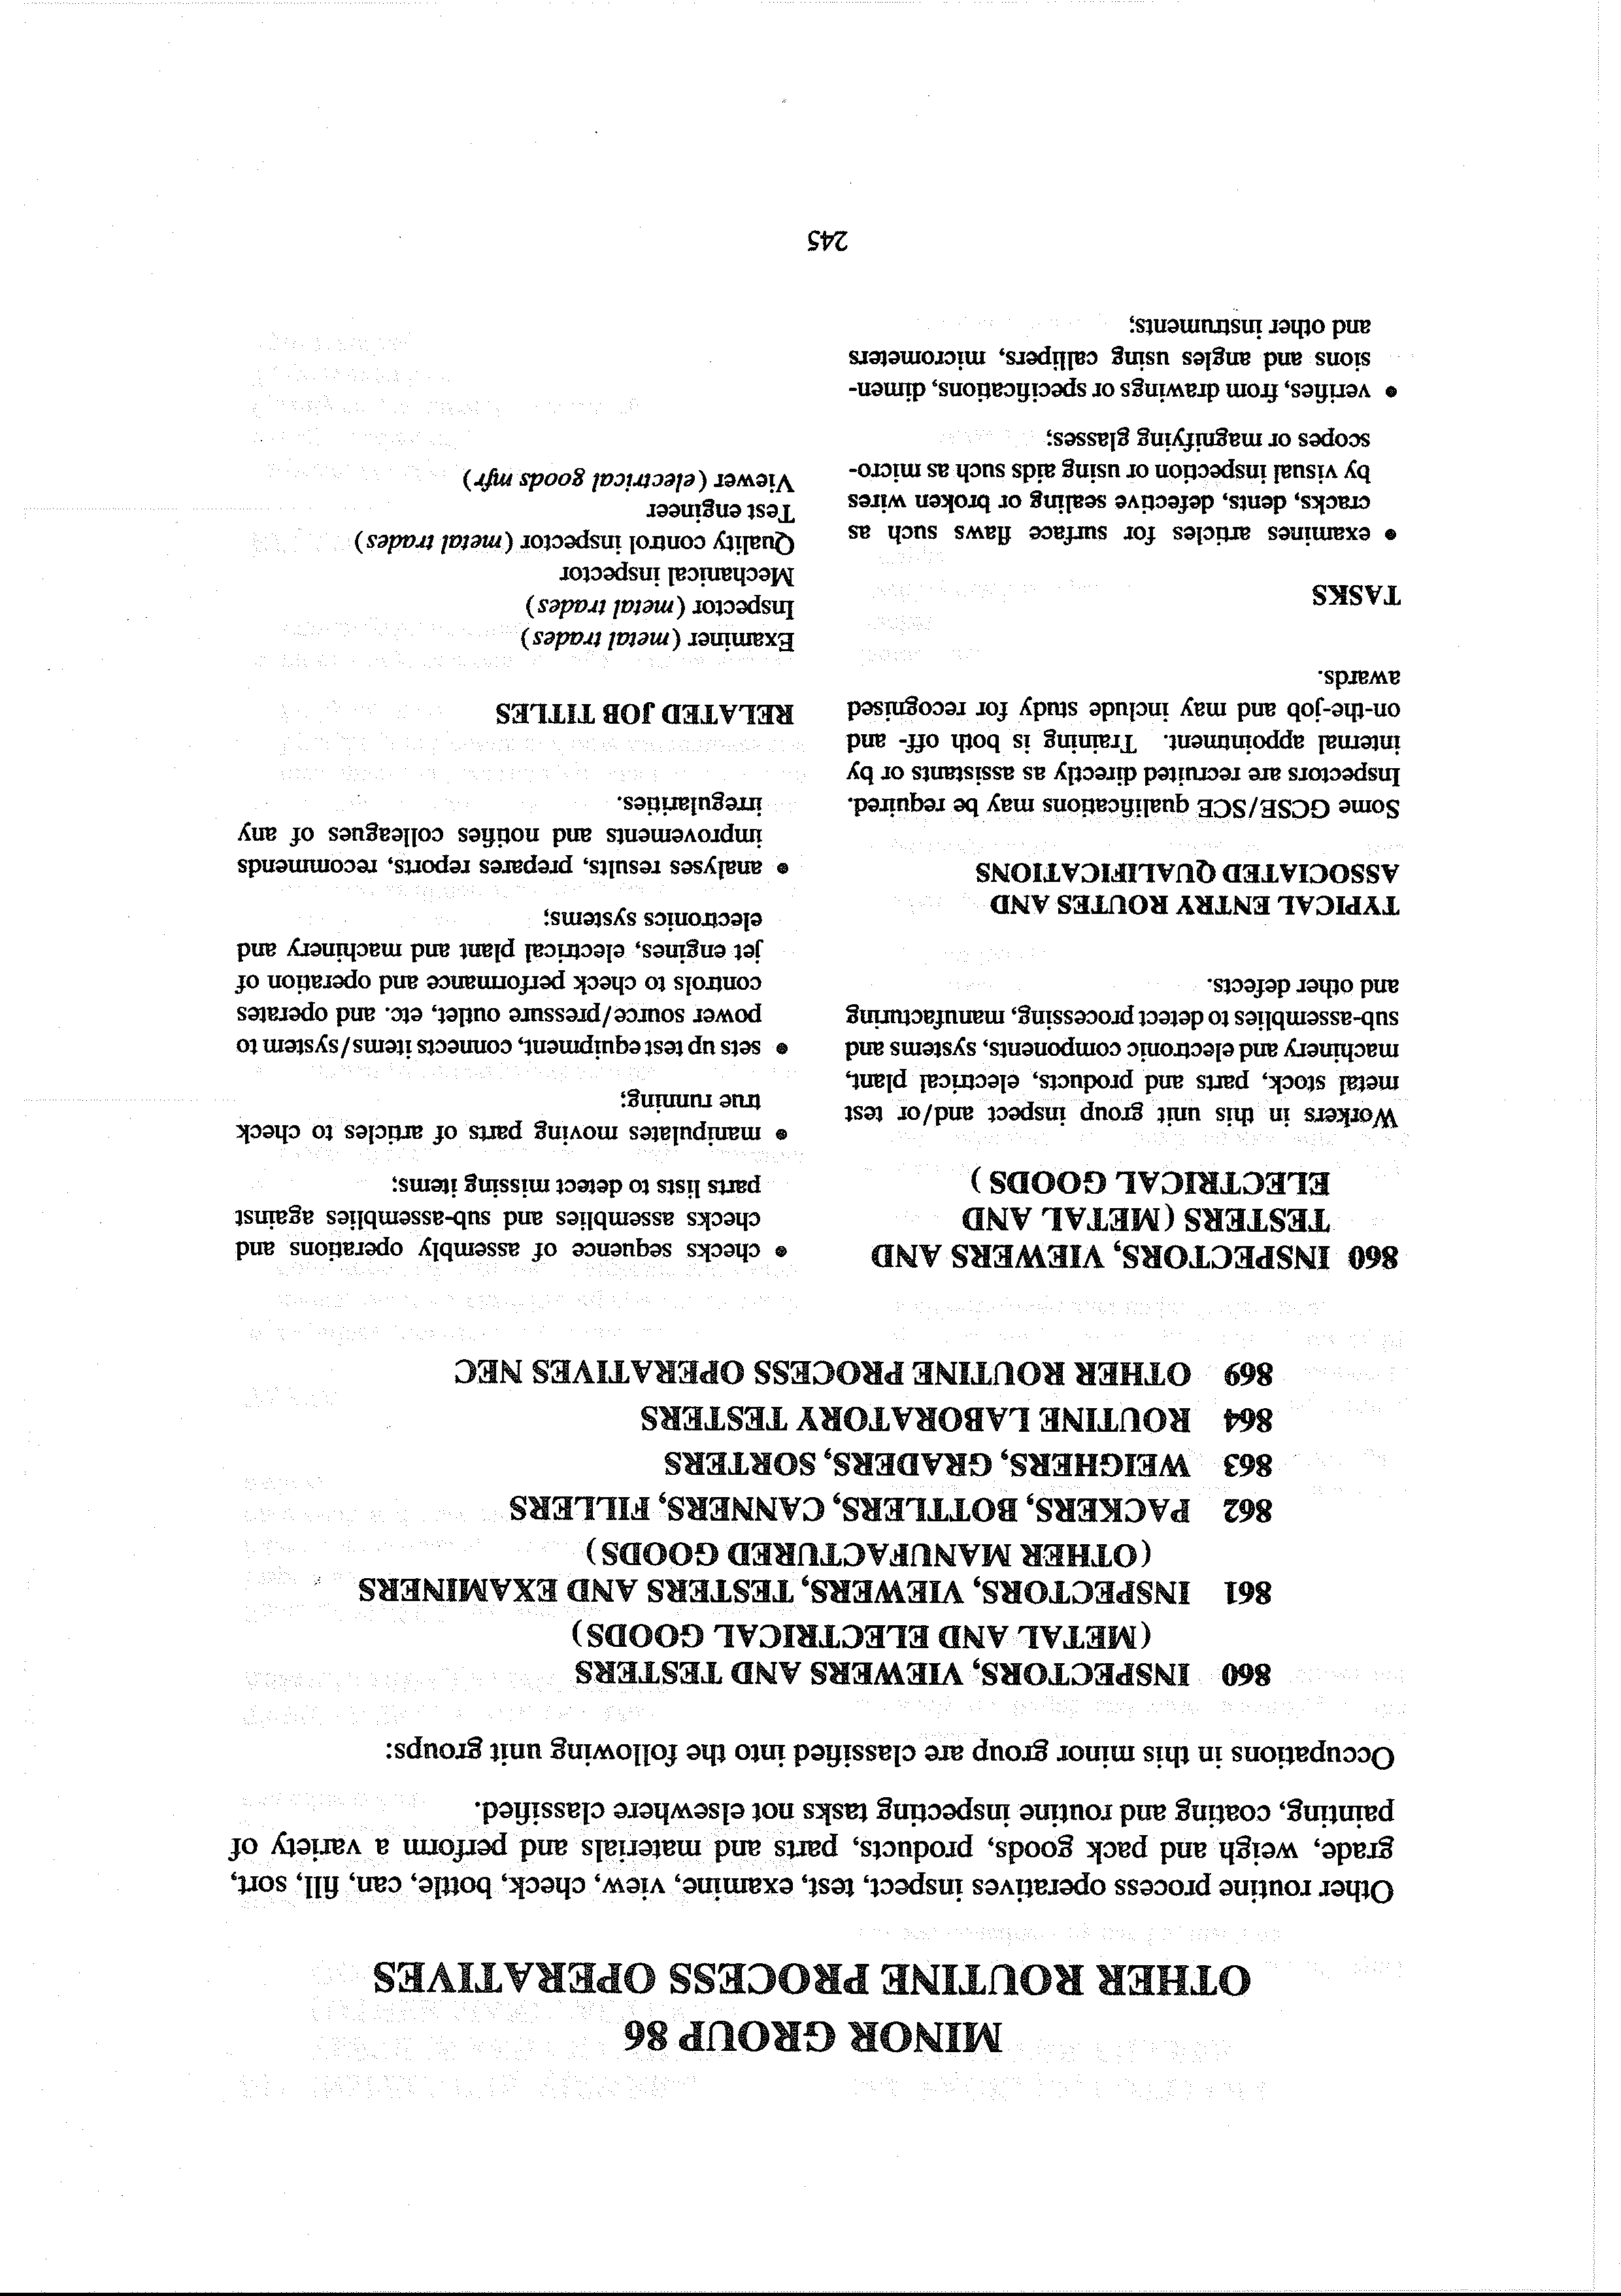 MINOR GROUP 86
OTHER ROUTINE PROCESS OPERATIVES
Other routine process operatives inspect, test, examine, view, check, bottle, can, fill, sort,
grade, weigh and pack goods, products, parts and materials and perform a variety of
painting, coating and routine inspecting tasks not elsewhere classified.
Occupations in this minor group are classified into the following unit groups:
860 INSPECTORS, VIEWERS AND TESTERS
(METAL AND ELECTRICAL GOODS)
861 INSPECTORS, VIEWERS, TESTERS AND EXAMINERS
(OTHER MANUFACTURED GOODS)
862 PACKERS, BOTTLERS, CANNERS, FILLERS
863 WEIGHERS, GRADERS, SORTERS
864 ROUTINE LABORATORY TESTERS
869 OTHER ROUTINE PROCESS OPERATIVES NEC
860 INSPECTORS, VIEWERS AND
TESTERS (METAL AND
ELECTRICAL GOODS)
Workers in this unit group inspect and/or test
metal stock, parts and products, electrical plant,
machinery and electronic components, systems and
sub-assemblies to detect processing, manufacturing
and other defects.
TYPICAL ENTRY ROUTES AND
ASSOCIATED QUALIFICATIONS
Some GCSE/SCE qualifications may be required.
Inspectors are recruited directly as assistants or by
internal appointment. Training is both off- and
on-the-job and may include study for recognised
awards.
TASKS
• examines articles for surface flaws such as
cracks, dents, defective sealing or broken wires
by visual inspection or using aids such as micro-
scopes or magnifying glasses;
• verifies, from drawings or specifications, dimen-
sions and angles using callipers, micrometers
and other instruments;
• checks sequence of assembly operations and
checks assemblies and sub-assemblies against
parts lists to detect missing items;
• manipulates moving parts of articles to check
true running;
• sets up test equipment, connects items/system to
power source/pressure outlet, etc. and operates
controls to check performance and operation of
jet engines, electrical plant and machinery and
electronics systems;
• analyses results, prepares reports, recommends
improvements and notifies colleagues of any
irregularities.
RELATED JOB TITLES
Examiner (metal trades)
Inspector (metal trades)
Mechanical inspector
Quality control inspector (metal trades)
Test engineer
Viewer (electrical goods mfr)
245